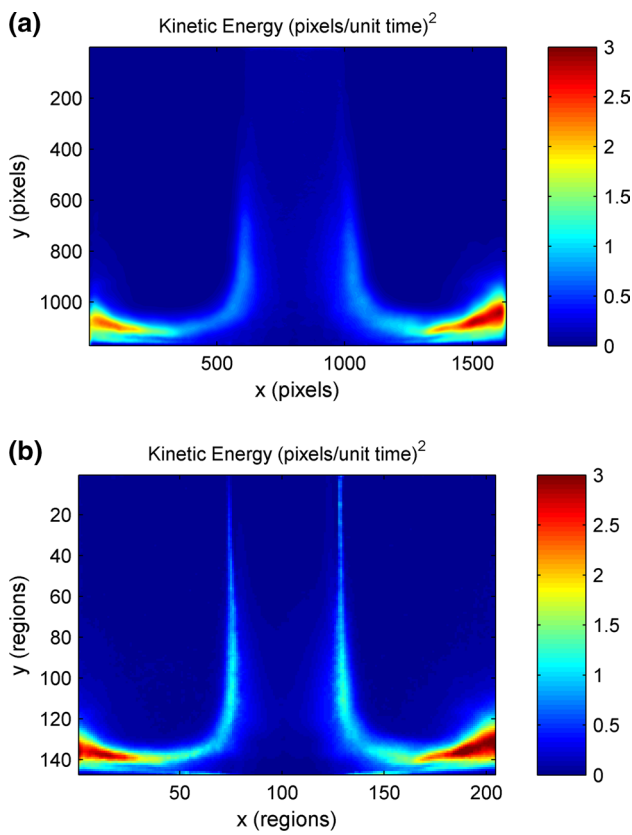 (a)
Kinetic Energy (pixels/unit time)2
3
2.5
2
1.5
1
0.5
0
200
400
600
800
1000
y (pixels)
500 1000 1500
x (pixels)
(b)
Kinetic Energy (pixels/unit time)2
3
2.5
2
1.5
1
0.5
0
20
40
60
80
100
120
140
y (regions)
50 100 150 200
x (regions)